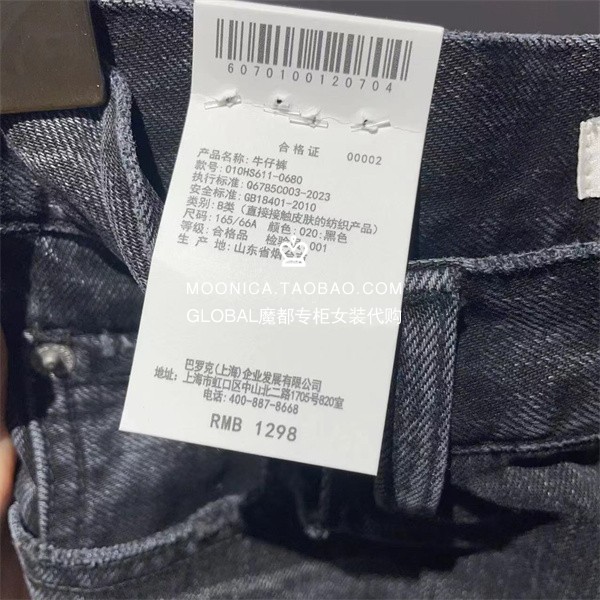 6070100120704
合格证 00002
产品名称:牛仔裤
款号:010HS611-0680
执行标准:Q67850003-2023
安全标准:GB18401-2010
类别:B类(直接接触皮肤的纺织产品)
尺码:165/66A 颜色:020:黑色
等级:合格品 检验 001
生 产 地:山东省烟
MOONICA.TAOBAO.COM
GLOBAL魔都专柜女装代购
巴罗克(上海)企业发展有限公司
地址:上海市虹口区中山北二路1705号820室
电话:400-887-8668
RMB 1298